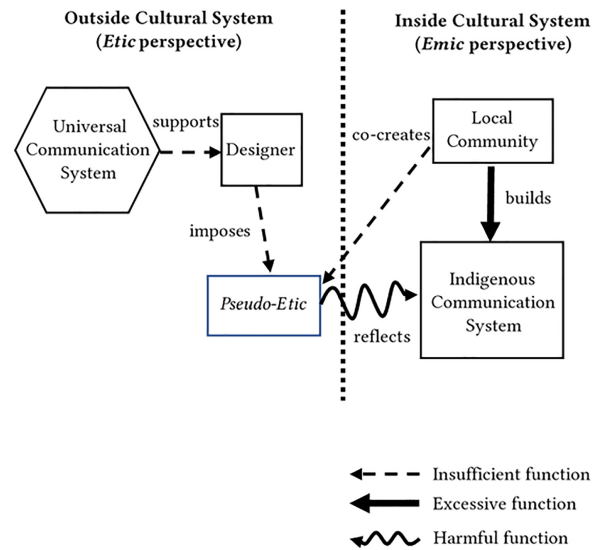 Outside Cultural System
(Etic perspective)
Inside Cultural System
(Emic perspective)
Universal
Communication
System
supports
Designer
co-creates
Local
Community
imposes
builds
Pseudo-Etic
reflects
Indigenous
Communication
System
Insufficient function
Excessive function
Harmful function